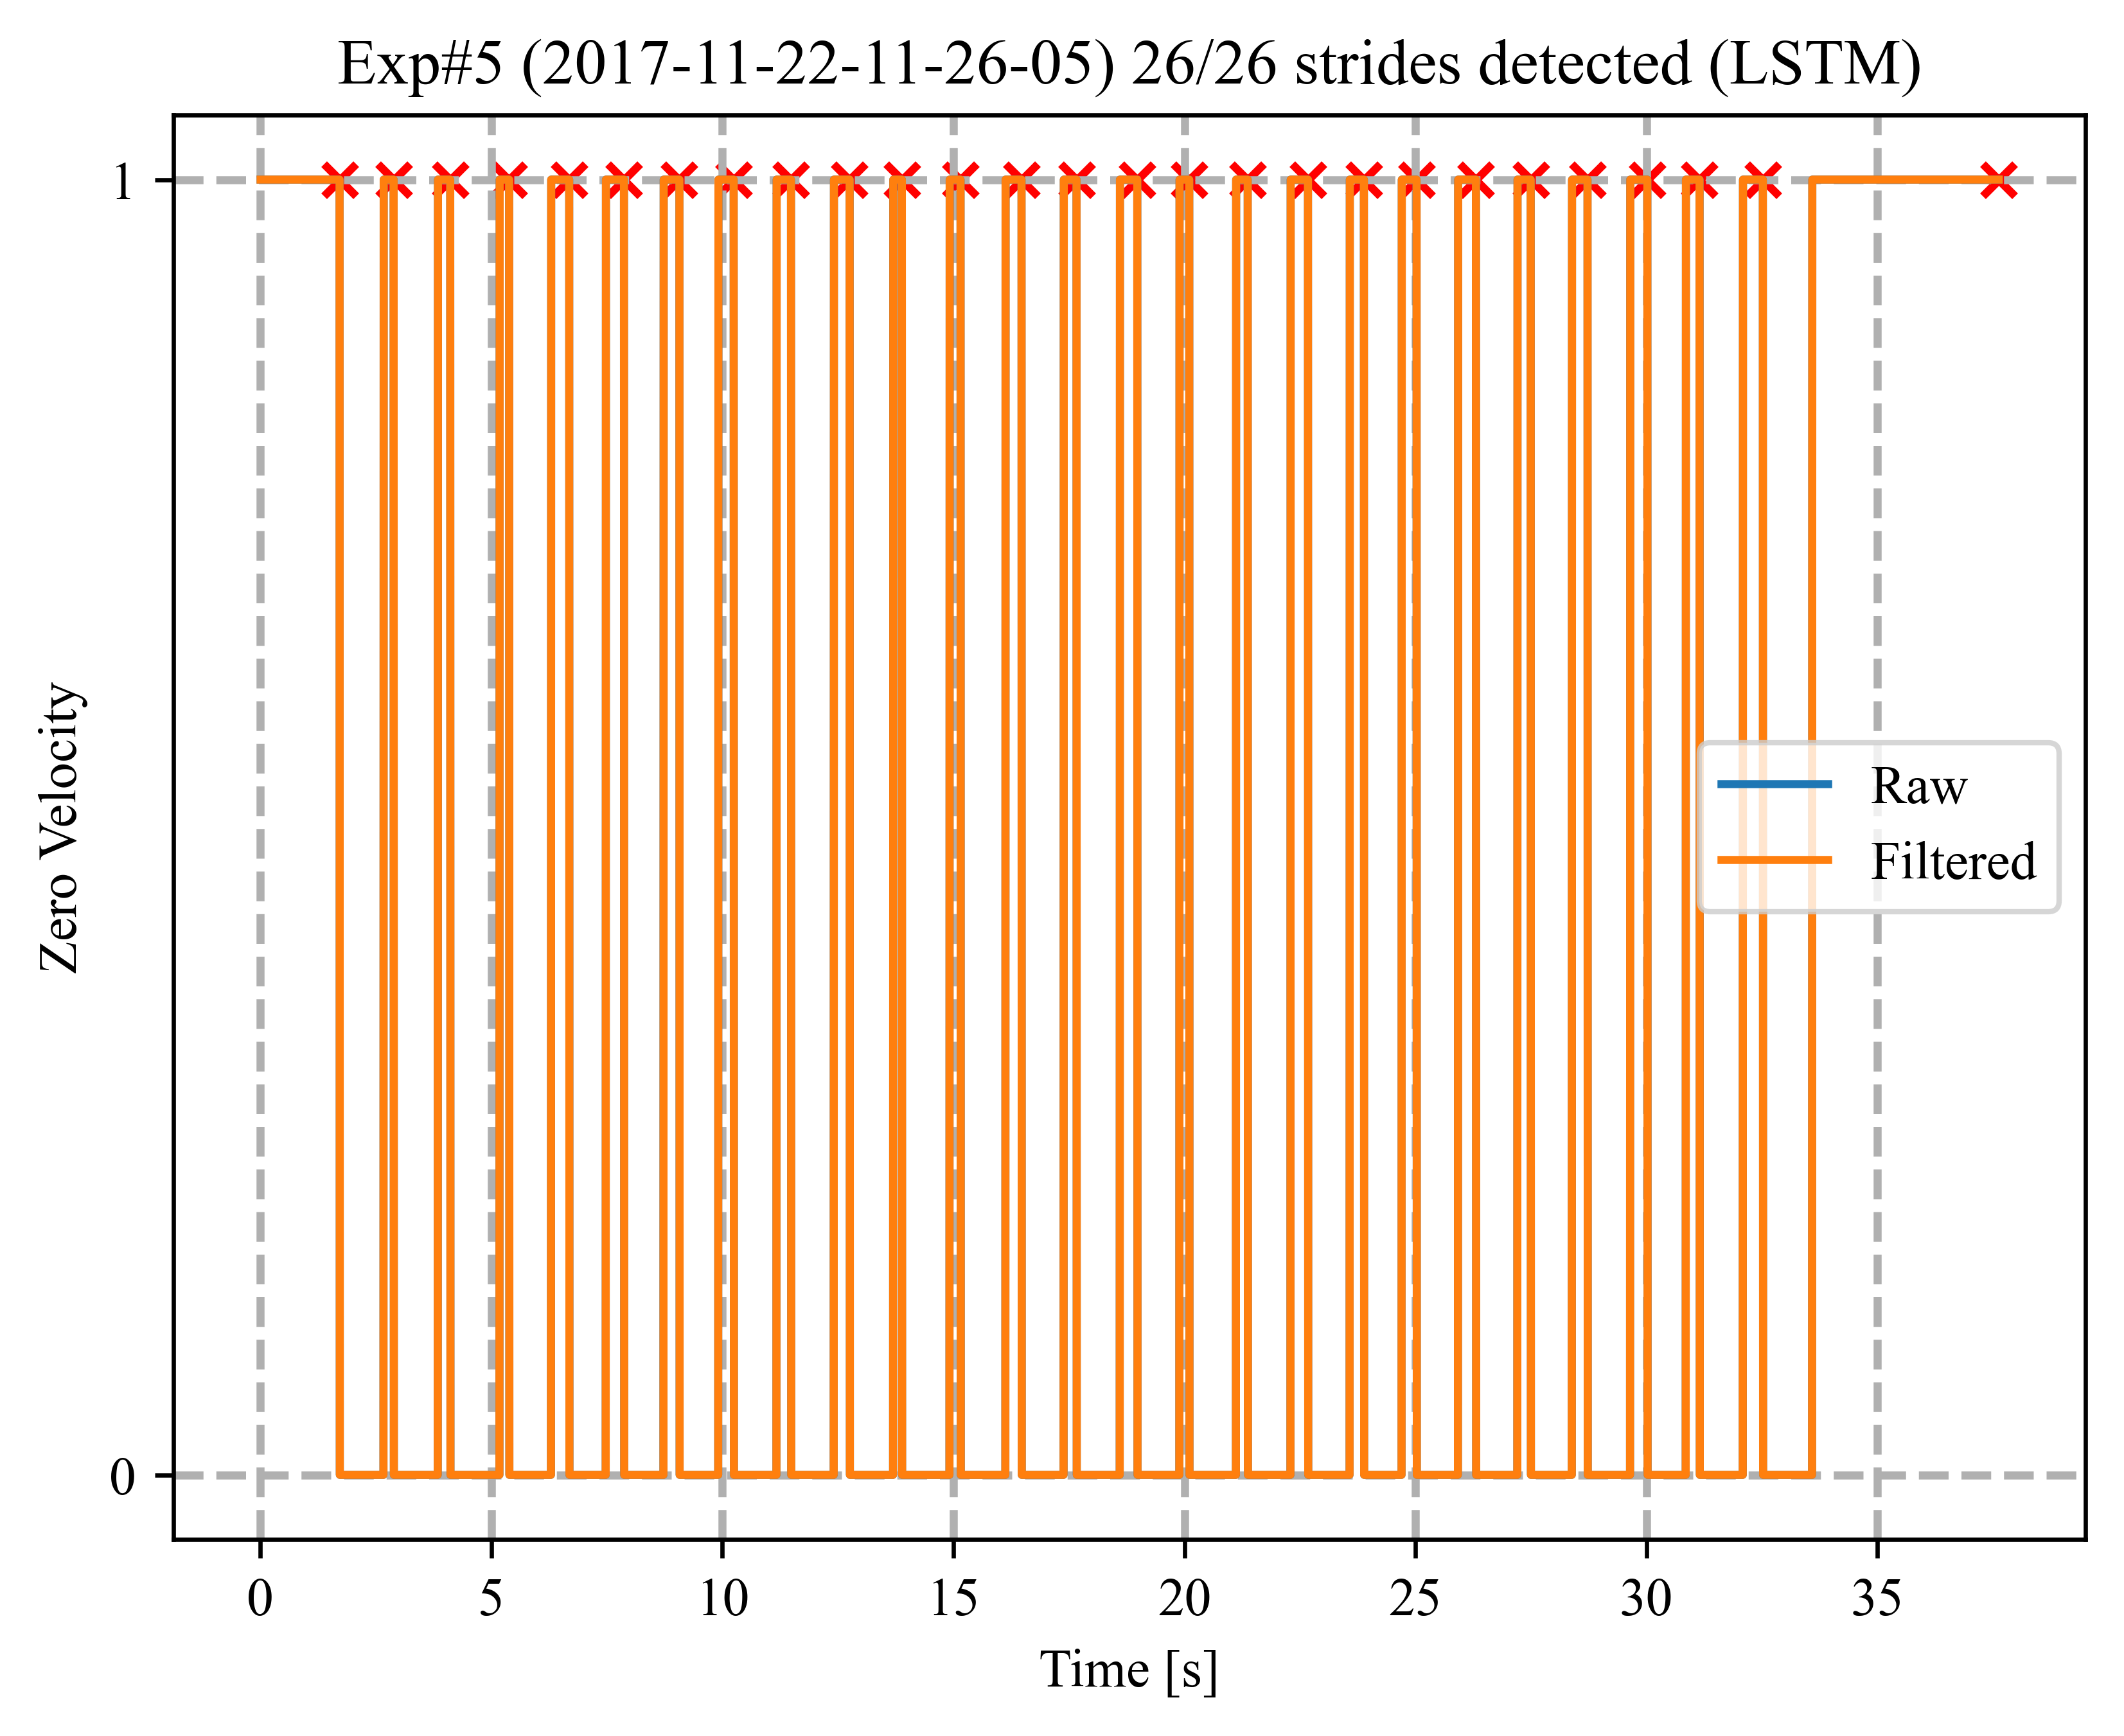 Exp#5 (2017-11-22-11-26-05) 26/26 strides detected (LSTM)
1
Zero Velocity
Raw
Filtered
0
0 5 10 15 20 25 30 35
Time [s]